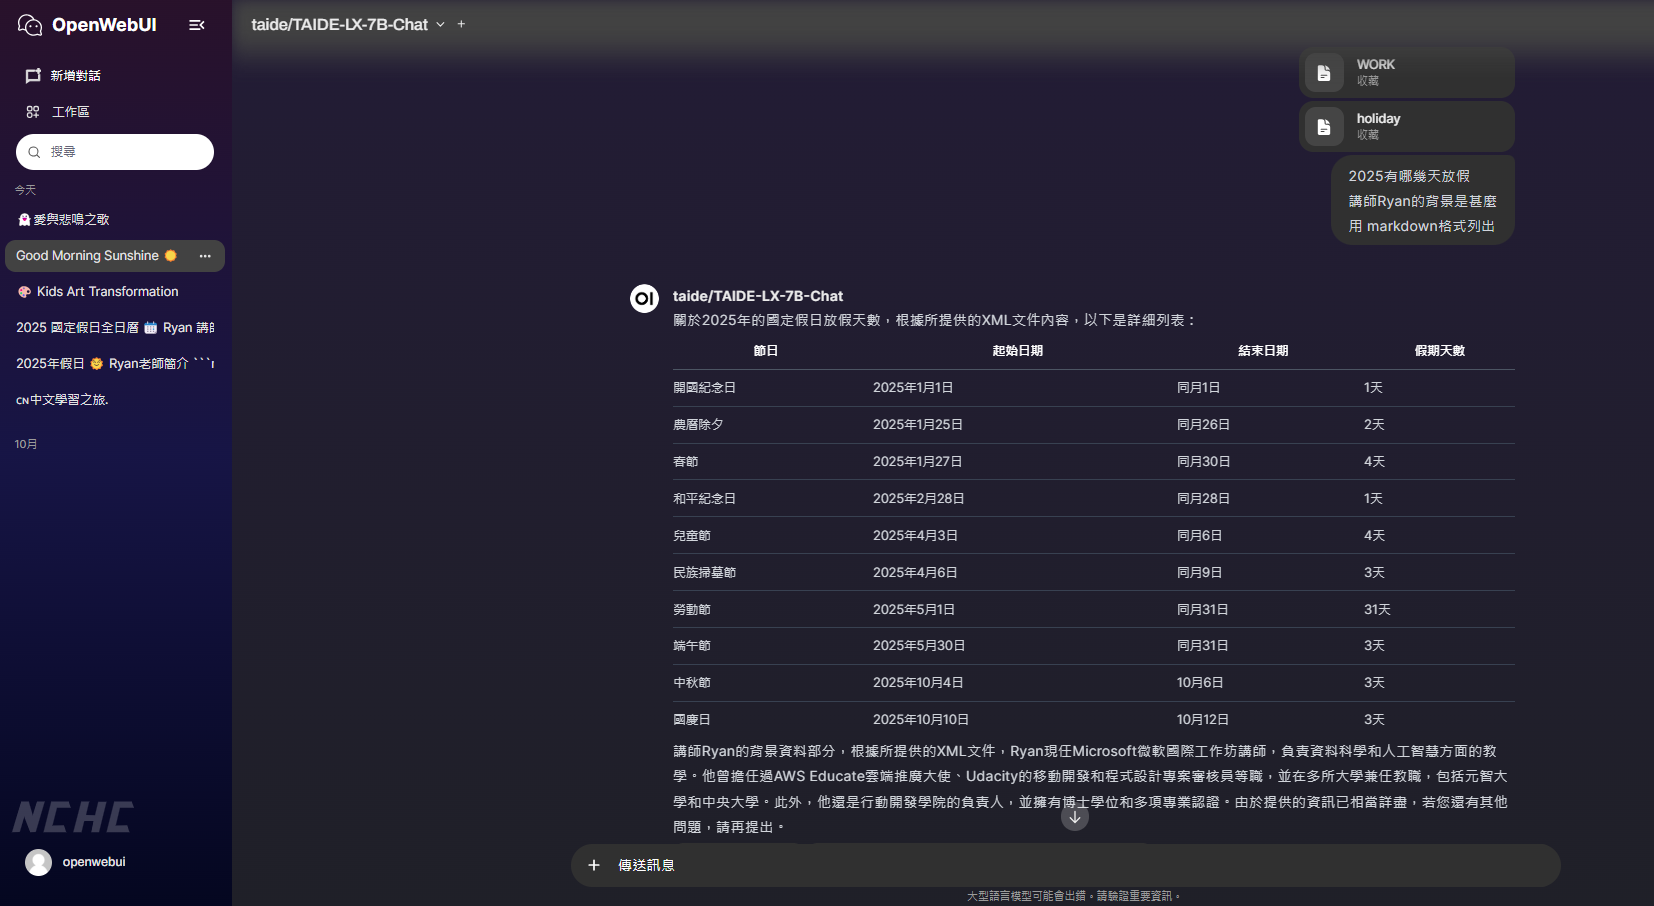 OpenWebUI
新增對話
工作區
搜尋
今天
👻 愛與悲鳴之歌
Good Morning Sunshine 🌞
🎨 Kids Art Transformation
2025 國定假日全日曆 📅 Ryan 講師
2025年假日 🌞 Ryan老師簡介 ```
CN中文學習之旅.
10月
NCHC
openwebui
taide/TAIDE-LX-7B-Chat
WORK
收藏
holiday
收藏
2025有哪幾天放假
講師Ryan的背景是甚麼
用 markdown格式列出
OI
taide/TAIDE-LX-7B-Chat
關於2025年的國定假日放假天數，根據所提供的XML文件內容，以下是詳細列表：
節日 起始日期 結束日期 假期天數
開國紀念日 2025年1月1日 同月1日 1天
農曆除夕 2025年1月25日 同月26日 2天
春節 2025年1月27日 同月30日 4天
和平紀念日 2025年2月28日 同月28日 1天
兒童節 2025年4月3日 同月6日 4天
民族掃墓節 2025年4月6日 同月9日 3天
勞動節 2025年5月1日 同月31日 31天
端午節 2025年5月30日 同月31日 3天
中秋節 2025年10月4日 10月6日 3天
國慶日 2025年10月10日 10月12日 3天
講師Ryan的背景資料部分，根據所提供的XML文件，Ryan現任Microsoft微軟國際工作坊講師，負責資料科學和人工智慧方面的教
學。他曾擔任過AWS Educate雲端推廣大使、Udacity的移動開發和程式設計專案審核員等職，並在多所大學兼任教職，包括元智大
學和中央大學。此外，他還是行動開發學院的負責人，並擁有博士學位和多項專業認證。由於提供的資訊已相當詳盡，若您還有其他
問題，請再提出。
傳送訊息
大型語言模型可能會出錯。請驗證重要資訊。